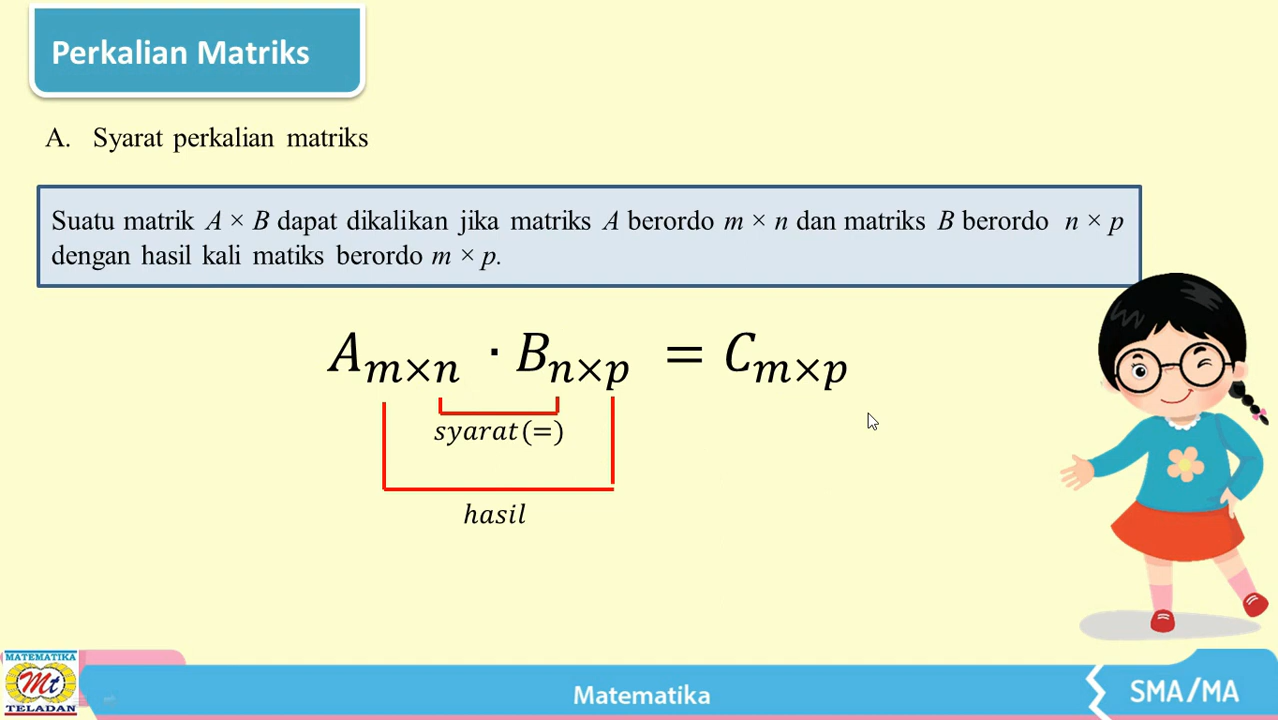 Perkalian Matriks
A. Syarat perkalian matriks
Suatu matrik A × B dapat dikalikan jika matriks A berordo m × n dan matriks B berordo n × p
dengan hasil kali matiks berordo m × p.
A_{m×n} · B_{n×p} = C_{m×p}
syarat(=)
hasil
MATEMATIKA
Mt
TELADAN
Matematika
SMA/MA